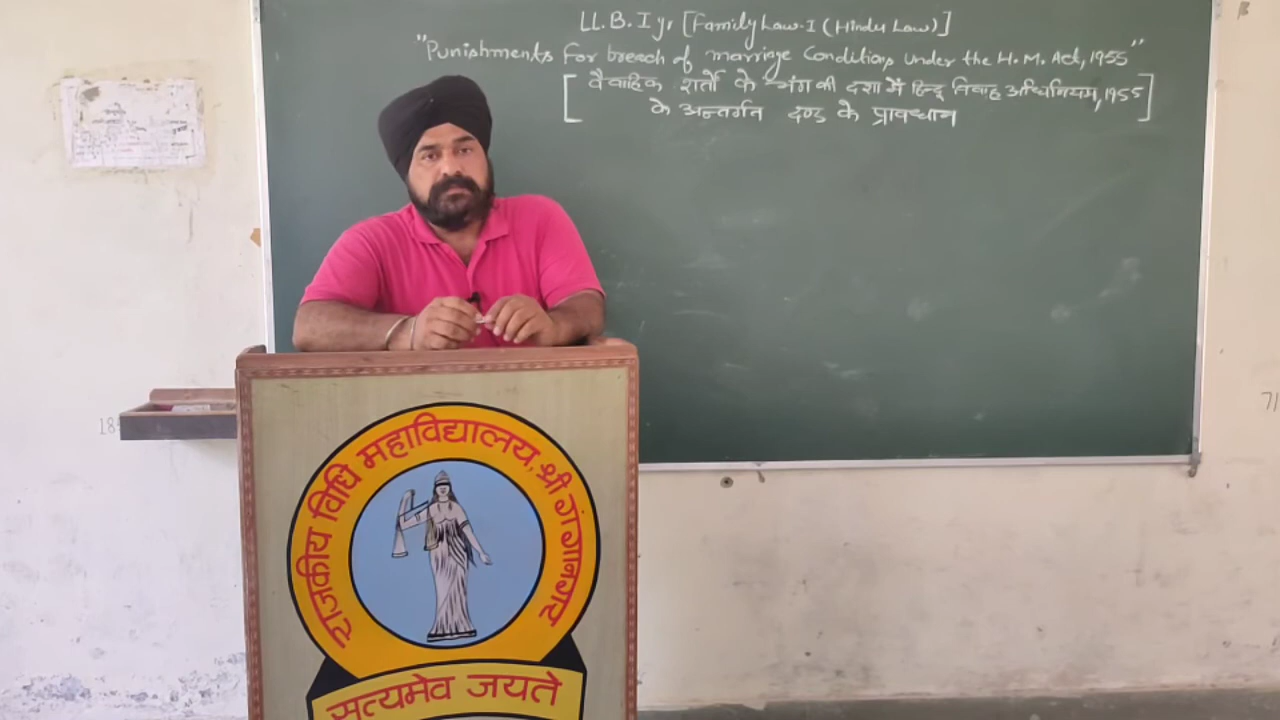 LL.B. I yr [Family Law-I (Hindu Law)]
"Punishments for breach of marriage Conditions under the H.M. Act, 1955"
[वैवाहिक शर्तों के भंग की दशा में हिन्दू विवाह अधिनियम, 1955
के अन्तर्गत दण्ड के प्रावधान]
राजकीय विधि महाविद्यालय, श्री गंगानगर
सत्यमेव जयते